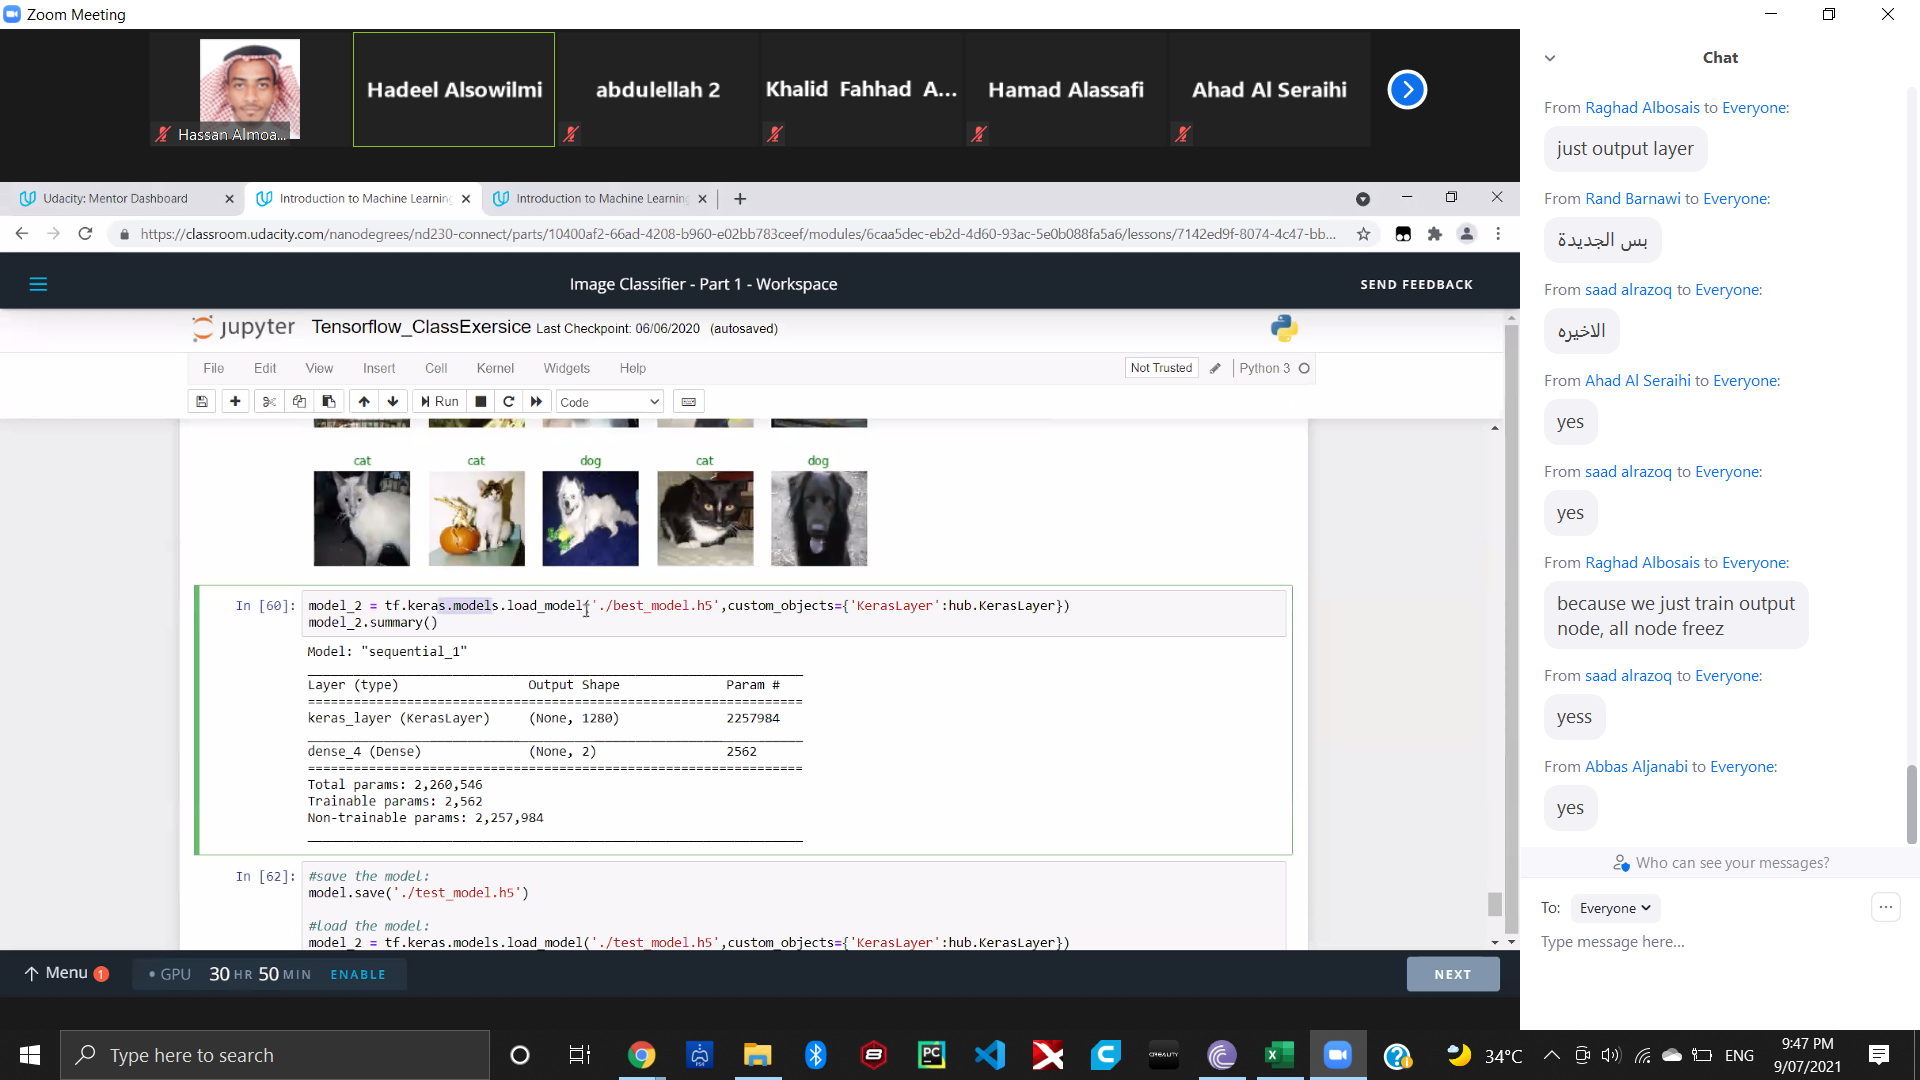 Zoom Meeting
Hassan Almoa...
Hadeel Alsowilmi
abdulellah 2
Khalid Fahhad A...
Hamad Alassafi
Ahad Al Seraihi
Udacity: Mentor Dashboard
Introduction to Machine Learning
Introduction to Machine Learning
https://classroom.udacity.com/nanodegrees/nd230-connect/parts/10400af2-66ad-4208-b960-e02bb783ceef/modules/6caa5dec-eb2d-4d60-93ac-5e0b088fa5a6/lessons/7142ed9f-8074-4c47-bb...
Image Classifier - Part 1 - Workspace
SEND FEEDBACK
jupyter Tensorflow_ClassExersice Last Checkpoint: 06/06/2020 (autosaved)
File Edit View Insert Cell Kernel Widgets Help
Not Trusted
Python 3
Run
Code
cat cat dog cat dog
In [60]: model_2 = tf.keras.models.load_model('./best_model.h5',custom_objects={'KerasLayer':hub.KerasLayer})
model_2.summary()
Model: "sequential_1"
Layer (type) Output Shape Param #
=================================================================
keras_layer (KerasLayer) (None, 1280) 2257984
dense_4 (Dense) (None, 2) 2562
=================================================================
Total params: 2,260,546
Trainable params: 2,562
Non-trainable params: 2,257,984
In [62]: #save the model:
model.save('./test_model.h5')
#Load the model:
model_2 = tf.keras.models.load_model('./test_model.h5',custom_objects={'KerasLayer':hub.KerasLayer})
Menu 1
GPU 30 HR 50 MIN ENABLE
NEXT
Chat
From Raghad Albosais to Everyone:
just output layer
From Rand Barnawi to Everyone:
بس الجديدة
From saad alrazoq to Everyone:
الاخيره
From Ahad Al Seraihi to Everyone:
yes
From saad alrazoq to Everyone:
yes
From Raghad Albosais to Everyone:
because we just train output
node, all node freez
From saad alrazoq to Everyone:
yess
From Abbas Aljanabi to Everyone:
yes
Who can see your messages?
To: Everyone
Type message here...
Type here to search
PC
CREALITY
34°C
ENG
9:47 PM
9/07/2021